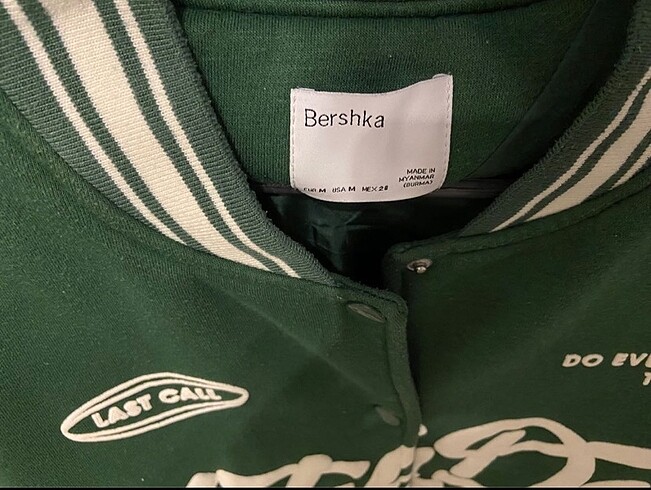 Bershka
MADE IN
MYANMAR
(BURMA)
EUR M USA M MEX 28
LAST CALL
DO EVE
T